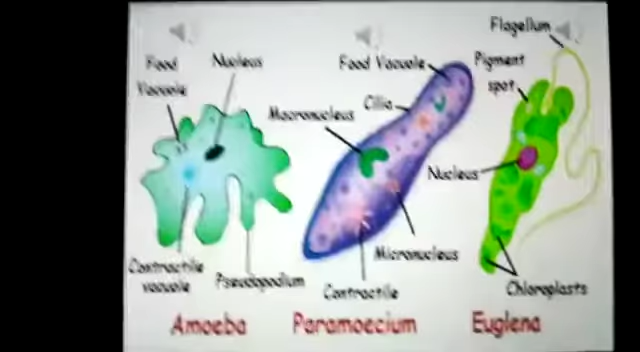 Flagellum
Food Vacuole
Nucleus
Food Vacuole
Pigment spot
Cilia
Macronucleus
Nucleus
Micronucleus
Contractile vacuole
Pseudopodium
Contractile
Chloroplasts
Amoeba
Paramoecium
Euglena